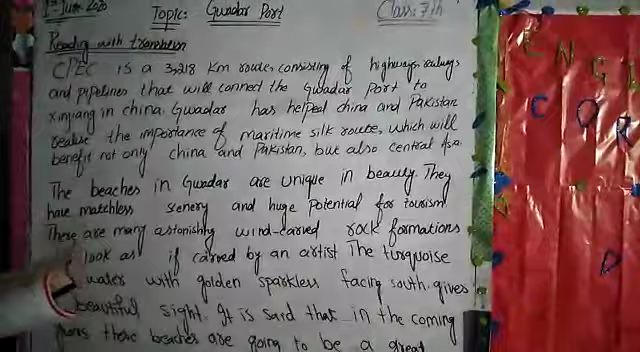 1st June 2020 Topic: Gwadar Port Class: 7th
Reading with translation
CPEC is a 3,218 Km route, consisting of highways, railways
and pipelines that will connect the Gwadar Port to
xinjiang in china. Gwadar has helped china and Pakistan
realise the importance of maritime silk route, which will
benefit not only china and Pakistan, but also central Asia.
The beaches in Gwadar are unique in beauty. They
have matchless scenery and huge potential for tourism
There are many astonishing wind-carved rock formations
look as if carved by an artist The turquoise
water with golden sparkless facing south. gives
beautiful sight. It is said that in the coming
years these beaches are going to be a great
ENGL
COR
D